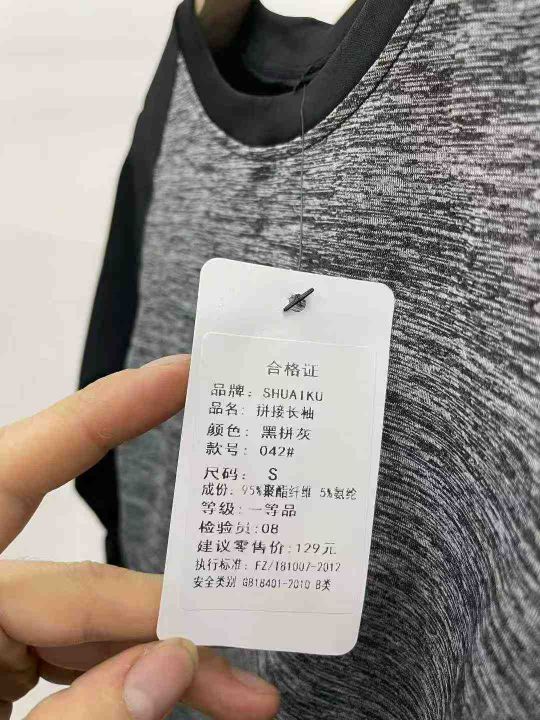 合格证
品牌: SHUAIKU
品名: 拼接长袖
颜色: 黑拼灰
款号: 042#
尺码: S
成份: 95%聚酯纤维 5%氨纶
等级: 一等品
检验员: 08
建议零售价: 129元
执行标准: FZ/T81007-2012
安全类别 GB18401-2010 B类